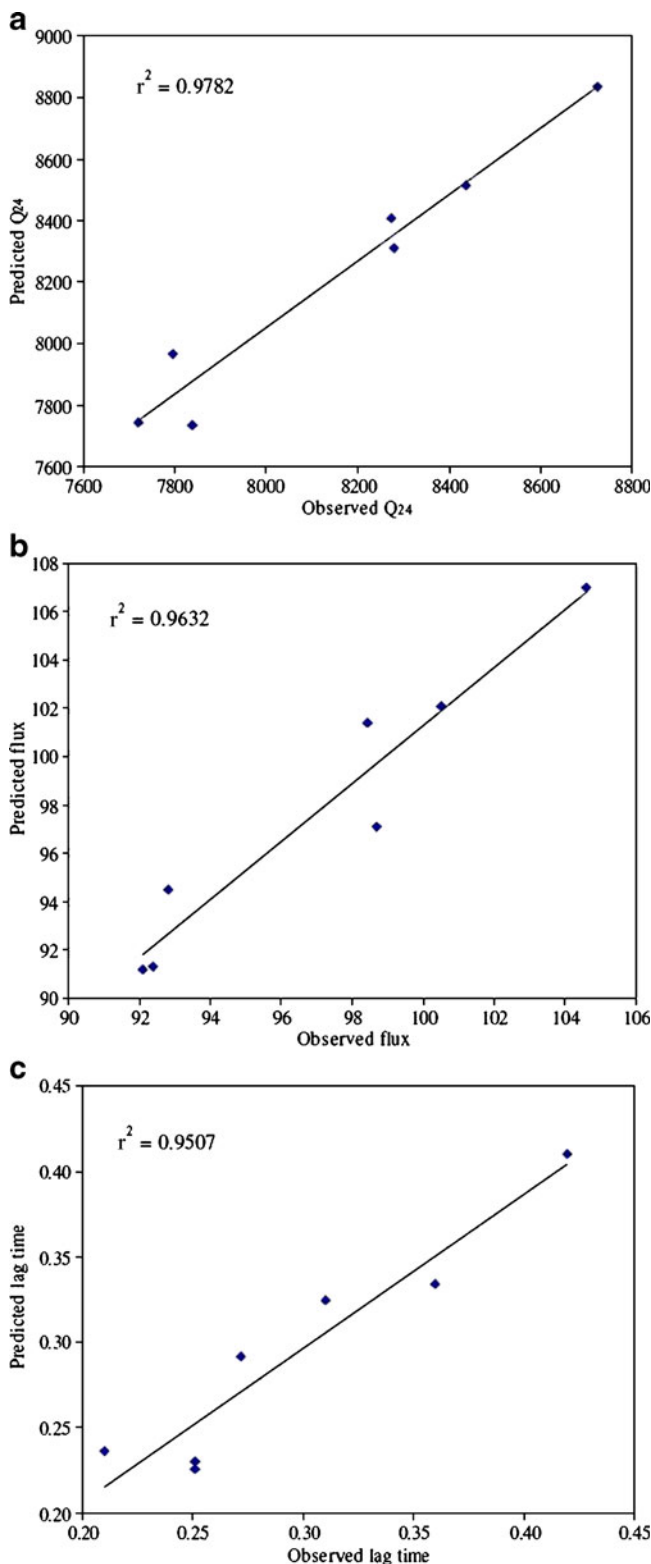 a
9000
8800
8600
8400
8200
8000
7800
7600
Predicted Q24
r2 = 0.9782
7600 7800 8000 8200 8400 8600 8800
Observed Q24
b
108
106
104
102
100
98
96
94
92
90
Predicted flux
r2 = 0.9632
90 92 94 96 98 100 102 104 106
Observed flux
c
0.45
0.40
0.35
0.30
0.25
0.20
Predicted lag time
r2 = 0.9507
0.20 0.25 0.30 0.35 0.40 0.45
Observed lag time